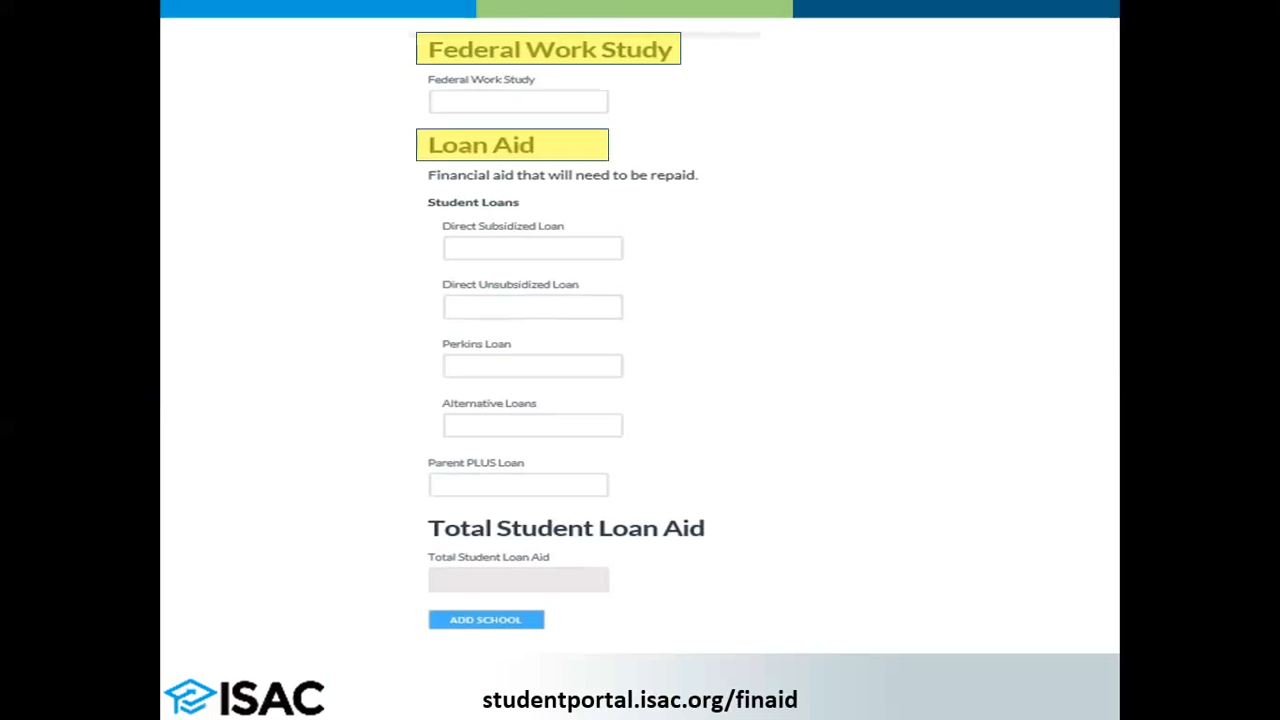 Federal Work Study
Federal Work Study
Loan Aid
Financial aid that will need to be repaid.
Student Loans
Direct Subsidized Loan
Direct Unsubsidized Loan
Perkins Loan
Alternative Loans
Parent PLUS Loan
Total Student Loan Aid
Total Student Loan Aid
ADD SCHOOL
ISAC
studentportal.isac.org/finaid